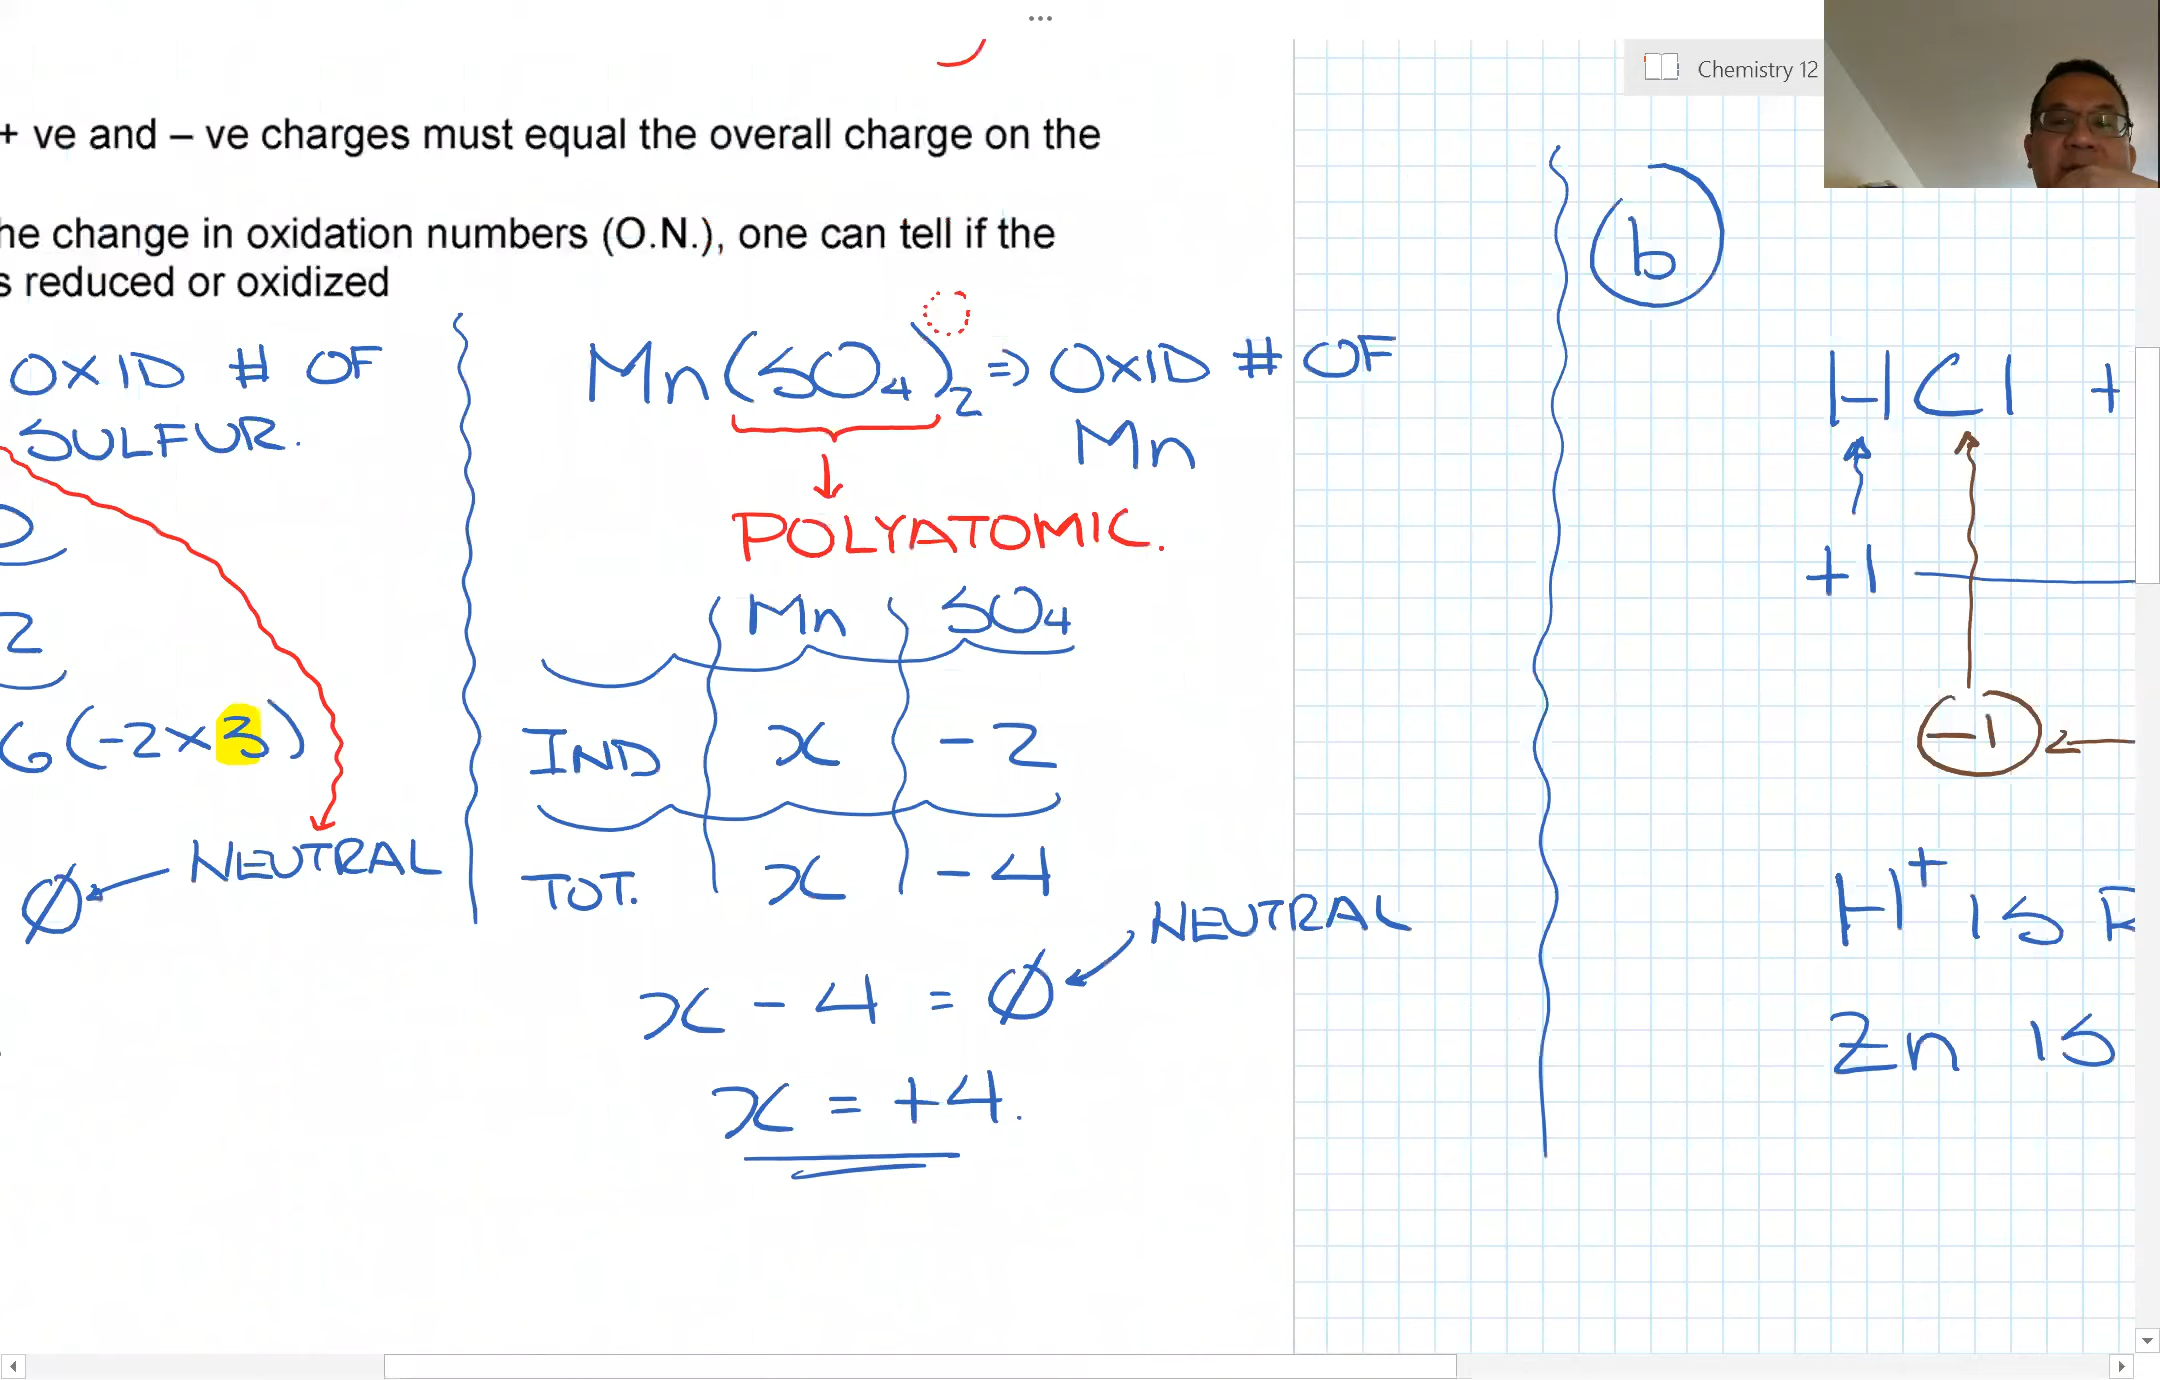 Chemistry 12
+ ve and – ve charges must equal the overall charge on the
he change in oxidation numbers (O.N.), one can tell if the
s reduced or oxidized
OXID # OF
SULFUR.
2
6 (-2 x 3)
Ø
NEUTRAL
Mn(SO₄)₂ => OXID # OF
Mn
POLYATOMIC.
Mn SO₄
IND x -2
TOT. x -4
NEUTRAL
x - 4 = Ø
x = +4.
b
HCl +
+1
-1
H⁺ IS
Zn IS